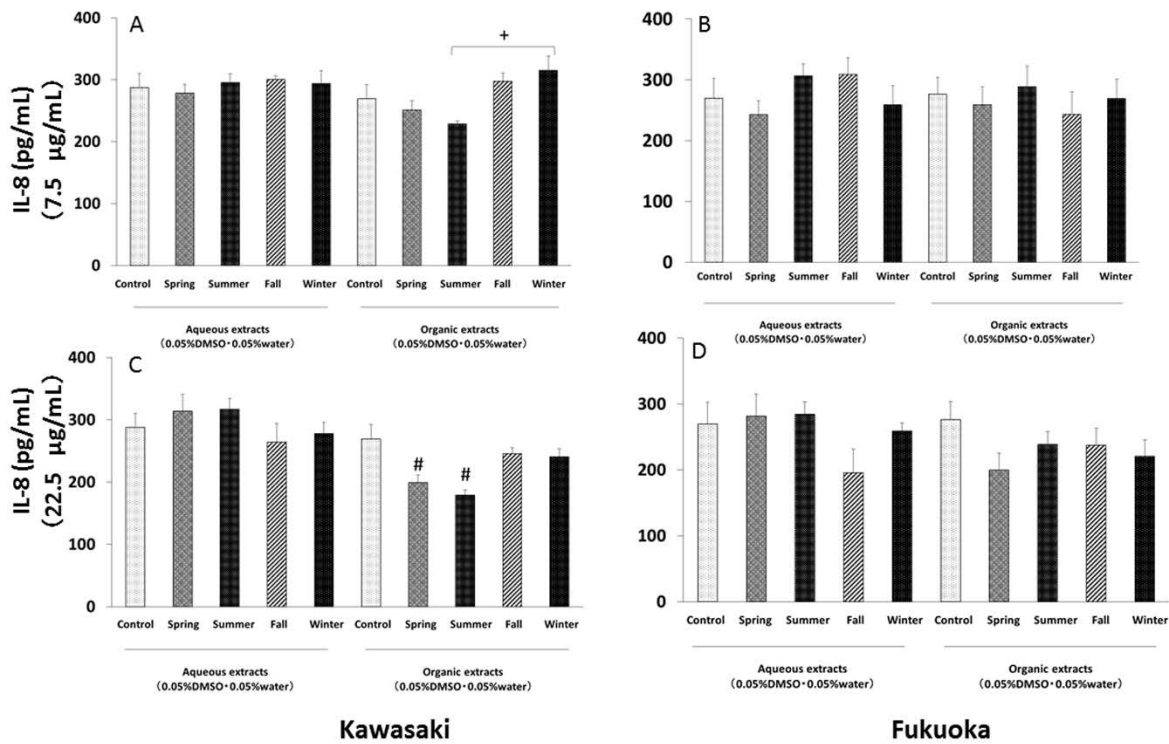 A
IL-8 (pg/mL)
(7.5 μg/mL)
400
300
200
100
0
+
Control Spring Summer Fall Winter Control Spring Summer Fall Winter
Aqueous extracts
(0.05%DMSO・0.05%water)
Organic extracts
(0.05%DMSO・0.05%water)
B
400
300
200
100
0
Control Spring Summer Fall Winter Control Spring Summer Fall Winter
Aqueous extracts
(0.05%DMSO・0.05%water)
Organic extracts
(0.05%DMSO・0.05%water)
C
IL-8 (pg/mL)
(22.5 μg/mL)
400
300
200
100
0
# #
Control Spring Summer Fall Winter Control Spring Summer Fall Winter
Aqueous extracts
(0.05%DMSO・0.05%water)
Organic extracts
(0.05%DMSO・0.05%water)
D
400
300
200
100
0
Control Spring Summer Fall Winter Control Spring Summer Fall Winter
Aqueous extracts
(0.05%DMSO・0.05%water)
Organic extracts
(0.05%DMSO・0.05%water)
Kawasaki
Fukuoka